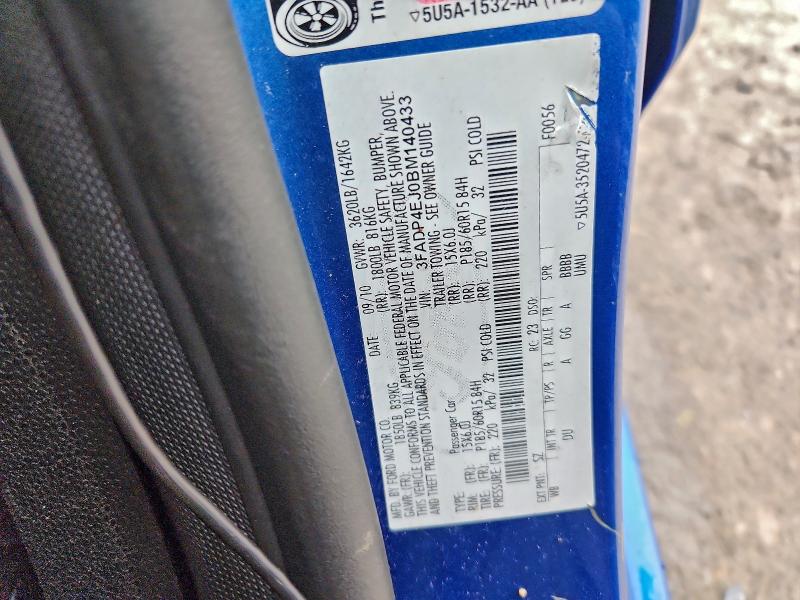 Th
▽5U5A-1532-AA
MFD. BY FORD MOTOR CO.
DATE 09/10 GVWR: 3620LB/1642KG
GAWR: (FR): 1850LB 839KG (RR): 1800LB 816KG
THIS VEHICLE CONFORMS TO ALL APPLICABLE FEDERAL MOTOR VEHICLE SAFETY, BUMPER,
AND THEFT PREVENTION STANDARDS IN EFFECT ON THE DATE OF MANUFACTURE SHOWN ABOVE.
VIN: 3FADP4EJ0BM140433
TYPE: Passenger Car TRAILER TOWING - SEE OWNER GUIDE
RIM: (FR): 15X6.0J (RR): 15X6.0J
TIRE: (FR): P185/60R15 84H (RR): P185/60R15 84H
PRESSURE: (FR): 220 kPa/ 32 PSI COLD (RR): 220 kPa/ 32 PSI COLD
EXT PNT: SZ RC: 23 DSO: F0056
WB INT TR TP/PS R AXLE TR SPR
DU A 6G A BBBB
UMU ▽5U5A-3520472